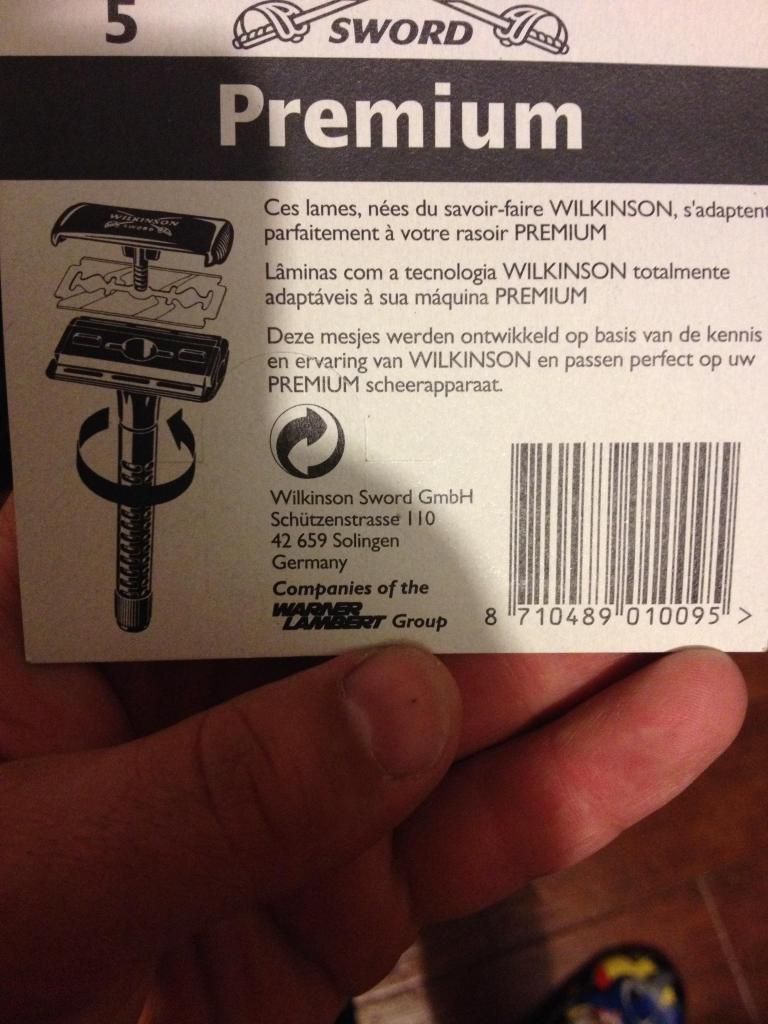 5
SWORD
Premium
WILKINSON
SWORD
Ces lames, nées du savoir-faire WILKINSON, s'adaptent
parfaitement à votre rasoir PREMIUM
Lâminas com a tecnologia WILKINSON totalmente
adaptáveis à sua máquina PREMIUM
Deze mesjes werden ontwikkeld op basis van de kennis
en ervaring van WILKINSON en passen perfect op uw
PREMIUM scheerapparaat.
Wilkinson Sword GmbH
Schützenstrasse 110
42 659 Solingen
Germany
Companies of the
WARNER
LAMBERT Group
8 710489 010095 >